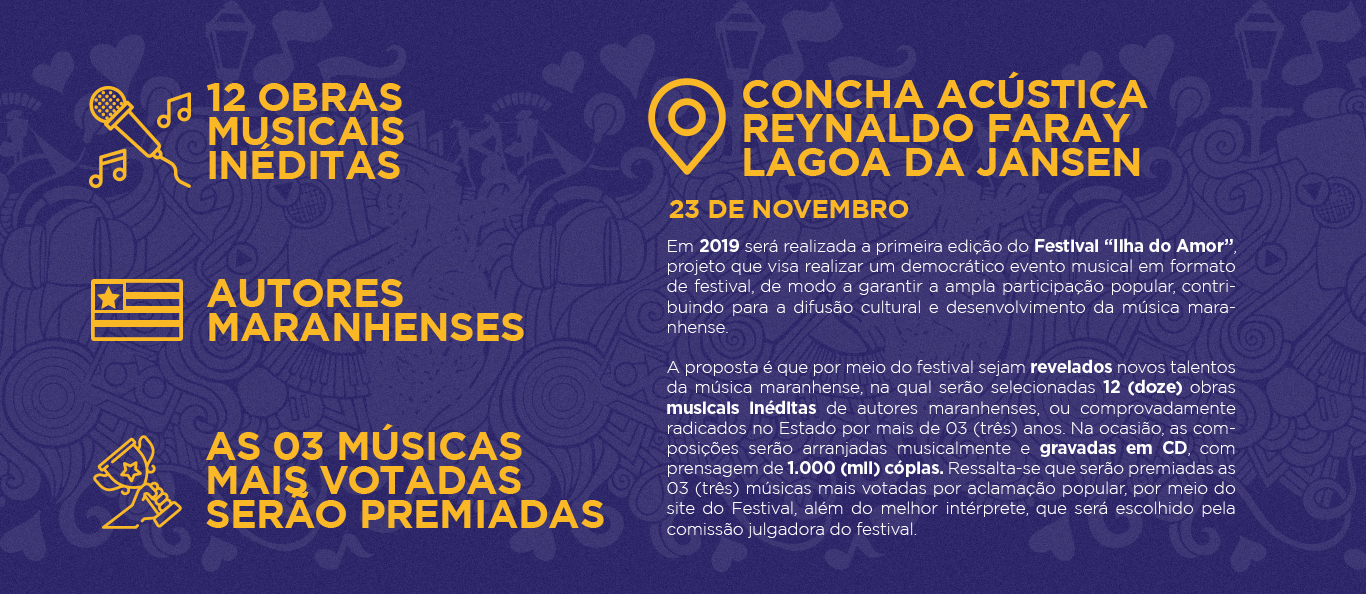 12 OBRAS
MUSICAIS
INÉDITAS
AUTORES
MARANHENSES
AS 03 MÚSICAS
MAIS VOTADAS
SERÃO PREMIADAS
CONCHA ACÚSTICA
REYNALDO FARAY
LAGOA DA JANSEN
23 DE NOVEMBRO
Em 2019 será realizada a primeira edição do Festival “Ilha do Amor”,
projeto que visa realizar um democrático evento musical em formato
de festival, de modo a garantir a ampla participação popular, contri-
buindo para a difusão cultural e desenvolvimento da música mara-
nhense.
A proposta é que por meio do festival sejam revelados novos talentos
da música maranhense, na qual serão selecionadas 12 (doze) obras
musicais inéditas de autores maranhenses, ou comprovadamente
radicados no Estado por mais de 03 (três) anos. Na ocasião, as com-
posições serão arranjadas musicalmente e gravadas em CD, com
prensagem de 1.000 (mil) cópias. Ressalta-se que serão premiadas as
03 (três) músicas mais votadas por aclamação popular, por meio do
site do Festival, além do melhor intérprete, que será escolhido pela
comissão julgadora do festival.